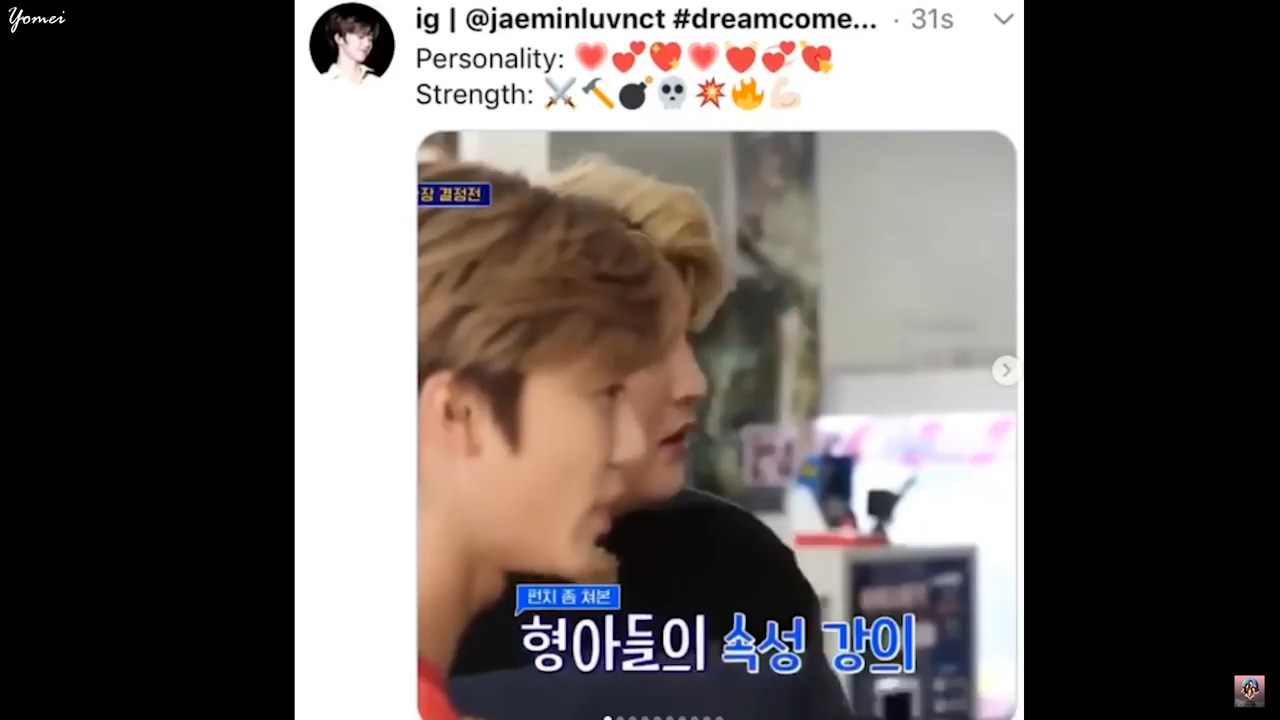 Yomei
ig | @jaeminluvnct #dreamcome... · 31s
Personality: 💗💕💖💗💓💞💘
Strength: ⚔️🔨💣💀💥🔥💪🏻
장 결정전
펀치 좀 쳐본
형아들의 속성 강의